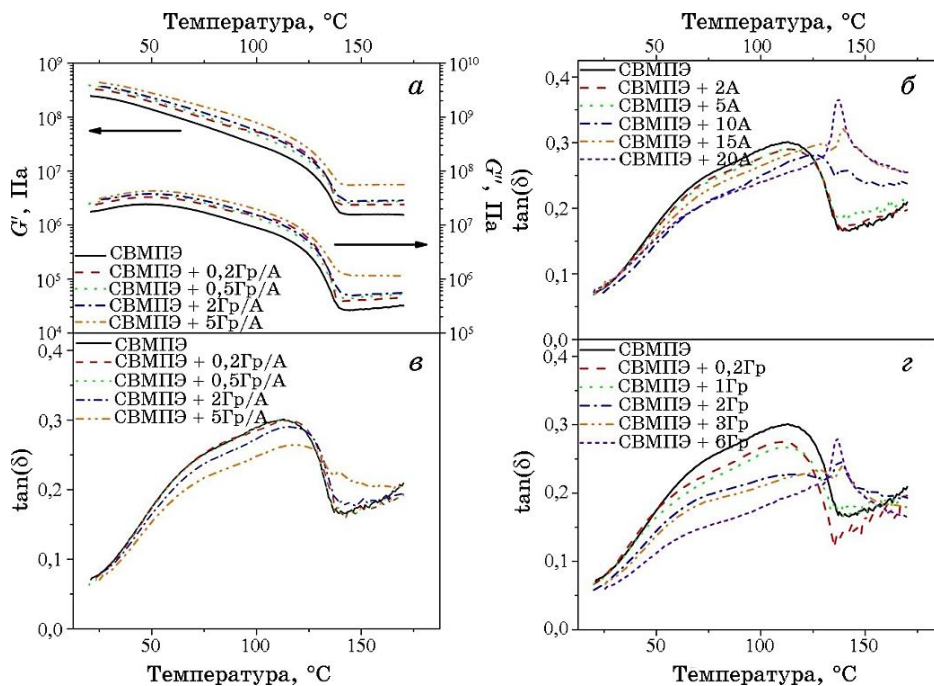 Температура, °C
50
100
150
10⁹
10⁸
10⁷
10⁶
10⁵
10⁴
G′, Па
10¹⁰
10⁹
10⁸
10⁷
10⁶
10⁵
G″, Па
а
СВМПЭ
СВМПЭ + 0,2Гр/А
СВМПЭ + 0,5Гр/А
СВМПЭ + 2Гр/А
СВМПЭ + 5Гр/А
Температура, °C
50
100
150
0,4
0,3
0,2
0,1
0,0
tan(δ)
б
СВМПЭ
СВМПЭ + 2А
СВМПЭ + 5А
СВМПЭ + 10А
СВМПЭ + 15А
СВМПЭ + 20А
0,4
0,3
0,2
0,1
0,0
tan(δ)
в
СВМПЭ
СВМПЭ + 0,2Гр/А
СВМПЭ + 0,5Гр/А
СВМПЭ + 2Гр/А
СВМПЭ + 5Гр/А
50
100
150
Температура, °C
0,4
0,3
0,2
0,1
0,0
tan(δ)
г
СВМПЭ
СВМПЭ + 0,2Гр
СВМПЭ + 1Гр
СВМПЭ + 2Гр
СВМПЭ + 3Гр
СВМПЭ + 6Гр
50
100
150
Температура, °C